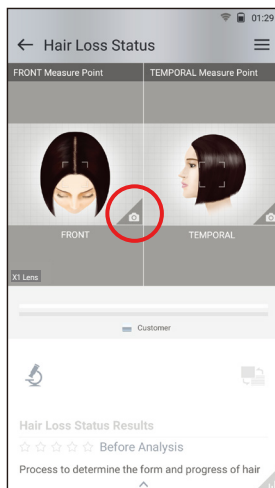 01:29
Hair Loss Status
FRONT Measure Point
TEMPORAL Measure Point
FRONT
TEMPORAL
X1 Lens
Customer
Hair Loss Status Results
Before Analysis
Process to determine the form and progress of hair